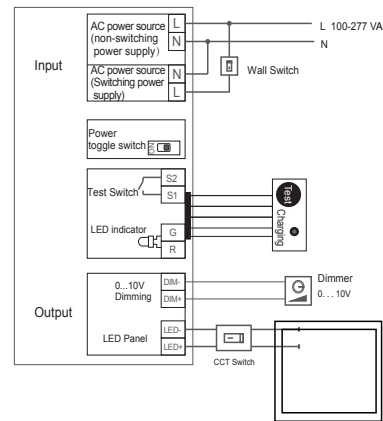 AC power source L
(non-switching
power supply) N
L 100-277 VA
N
Input
AC power source N
(Switching power
supply) L
Wall Switch
Power
toggle switch ON
S2
Test Switch S1
LED indicator G
R
Test
Charging
0...10V DIM-
Dimming DIM+
Dimmer
0. . . 10V
Output
LED-
LED Panel LED+
CCT Switch